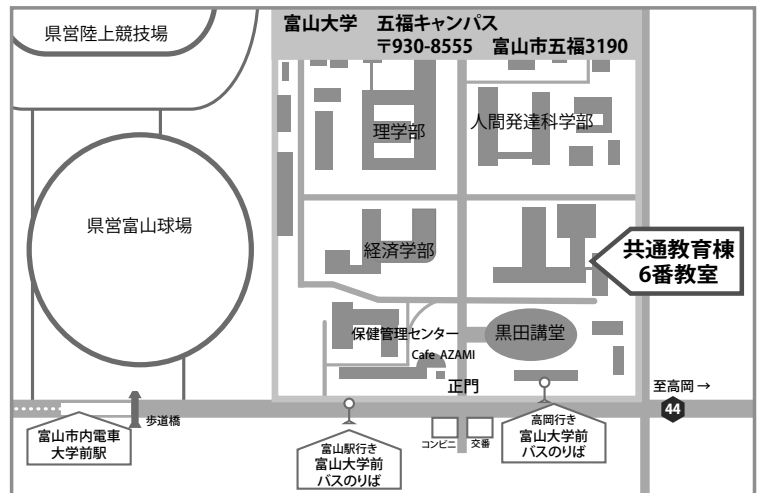 県営陸上競技場
富山大学　五福キャンパス
〒930-8555　富山市五福3190
理学部
人間発達科学部
県営富山球場
経済学部
共通教育棟
6番教室
保健管理センター
黒田講堂
Cafe AZAMI
正門
至高岡 →
44
歩道橋
富山市内電車
大学前駅
富山駅行き
富山大学前
バスのりば
コンビニ
交番
高岡行き
富山大学前
バスのりば